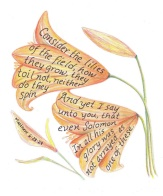 Consider the lilies
of the field, how
they grow, they
toil not, neither
do they
spin
And yet I say
unto you, that
even Solomon
in all his
glory was
not arrayed as
one of these
Matthew 6:28-29